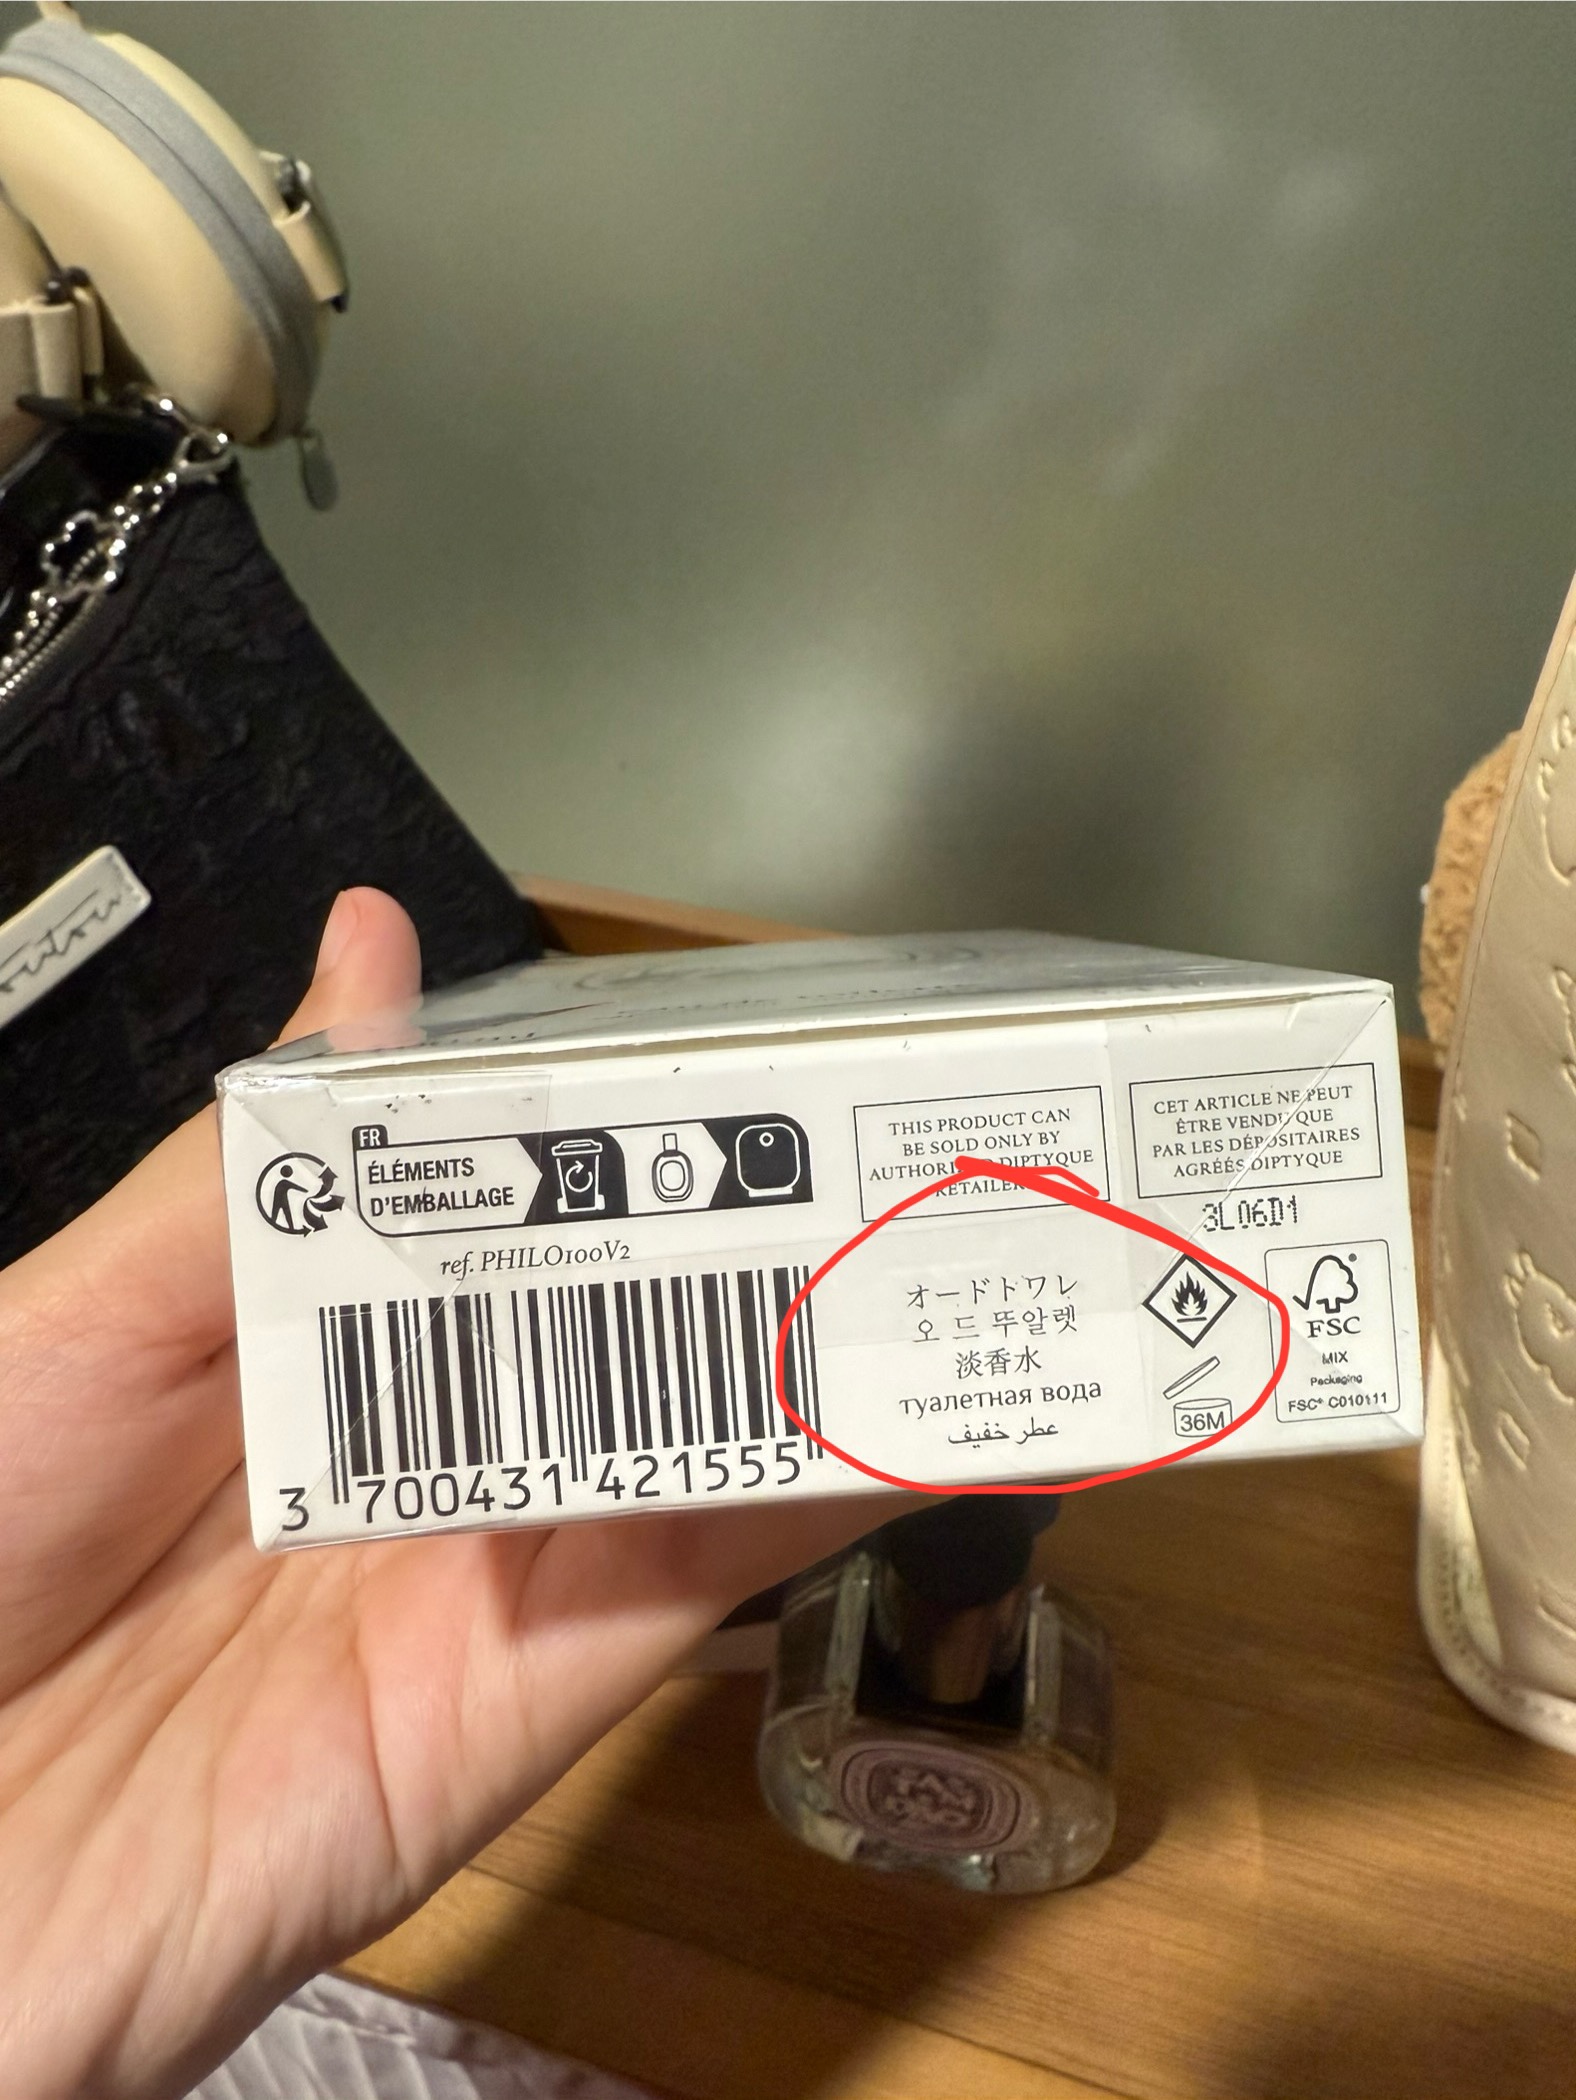 FR
ÉLÉMENTS
D'EMBALLAGE
ref. PHILO100V2
3 700431 421555
THIS PRODUCT CAN
BE SOLD ONLY BY
AUTHORIZED DIPTYQUE
RETAILERS
CET ARTICLE NE PEUT
ÊTRE VENDU QUE
PAR LES DÉPOSITAIRES
AGRÉÉS DIPTYQUE
3L06D1
オードトワレ
오 드 뚜알렛
淡香水
туалетная вода
عطر خفيف
36M
FSC
MIX
Packaging
FSC® C010111